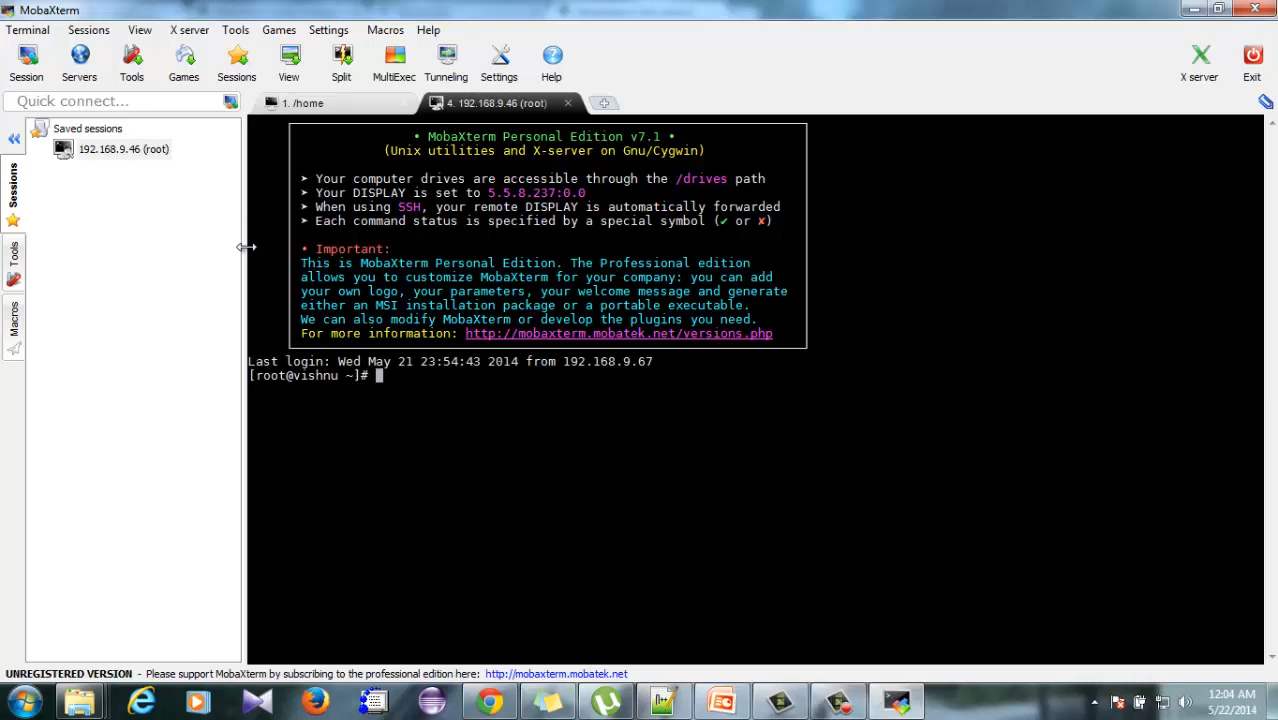 MobaXterm
Terminal Sessions View X server Tools Games Settings Macros Help
Session Servers Tools Games Sessions View Split MultiExec Tunneling Settings Help X server Exit
Quick connect...
1. /home
4. 192.168.9.46 (root)
Saved sessions
192.168.9.46 (root)
Sessions
Tools
Macros
• MobaXterm Personal Edition v7.1 •
(Unix utilities and X-server on Gnu/Cygwin)
➤ Your computer drives are accessible through the /drives path
➤ Your DISPLAY is set to 5.5.8.237:0.0
➤ When using SSH, your remote DISPLAY is automatically forwarded
➤ Each command status is specified by a special symbol (✔ or ✘)
• Important:
This is MobaXterm Personal Edition. The Professional edition
allows you to customize MobaXterm for your company: you can add
your own logo, your parameters, your welcome message and generate
either an MSI installation package or a portable executable.
We can also modify MobaXterm or develop the plugins you need.
For more information: http://mobaxterm.mobatek.net/versions.php
Last login: Wed May 21 23:54:43 2014 from 192.168.9.67
[root@vishnu ~]#
UNREGISTERED VERSION - Please support MobaXterm by subscribing to the professional edition here: http://mobaxterm.mobatek.net
12:04 AM
5/22/2014